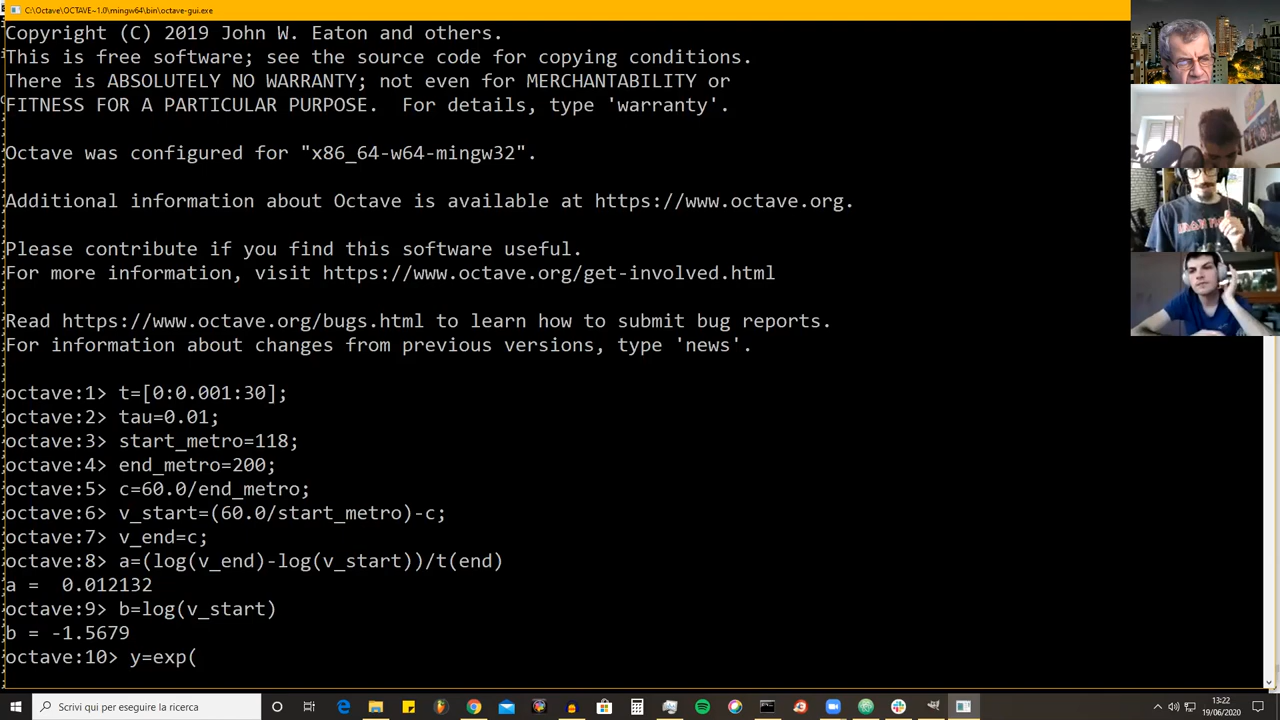 C:\Octave\OCTAVE~1.0\mingw64\bin\octave-gui.exe
Copyright (C) 2019 John W. Eaton and others.
This is free software; see the source code for copying conditions.
There is ABSOLUTELY NO WARRANTY; not even for MERCHANTABILITY or
FITNESS FOR A PARTICULAR PURPOSE.  For details, type 'warranty'.
Octave was configured for "x86_64-w64-mingw32".
Additional information about Octave is available at https://www.octave.org.
Please contribute if you find this software useful.
For more information, visit https://www.octave.org/get-involved.html
Read https://www.octave.org/bugs.html to learn how to submit bug reports.
For information about changes from previous versions, type 'news'.
octave:1> t=[0:0.001:30];
octave:2> tau=0.01;
octave:3> start_metro=118;
octave:4> end_metro=200;
octave:5> c=60.0/end_metro;
octave:6> v_start=(60.0/start_metro)-c;
octave:7> v_end=c;
octave:8> a=(log(v_end)-log(v_start))/t(end)
a =  0.012132
octave:9> b=log(v_start)
b = -1.5679
octave:10> y=exp(
Scrivi qui per eseguire la ricerca
13:22
19/06/2020